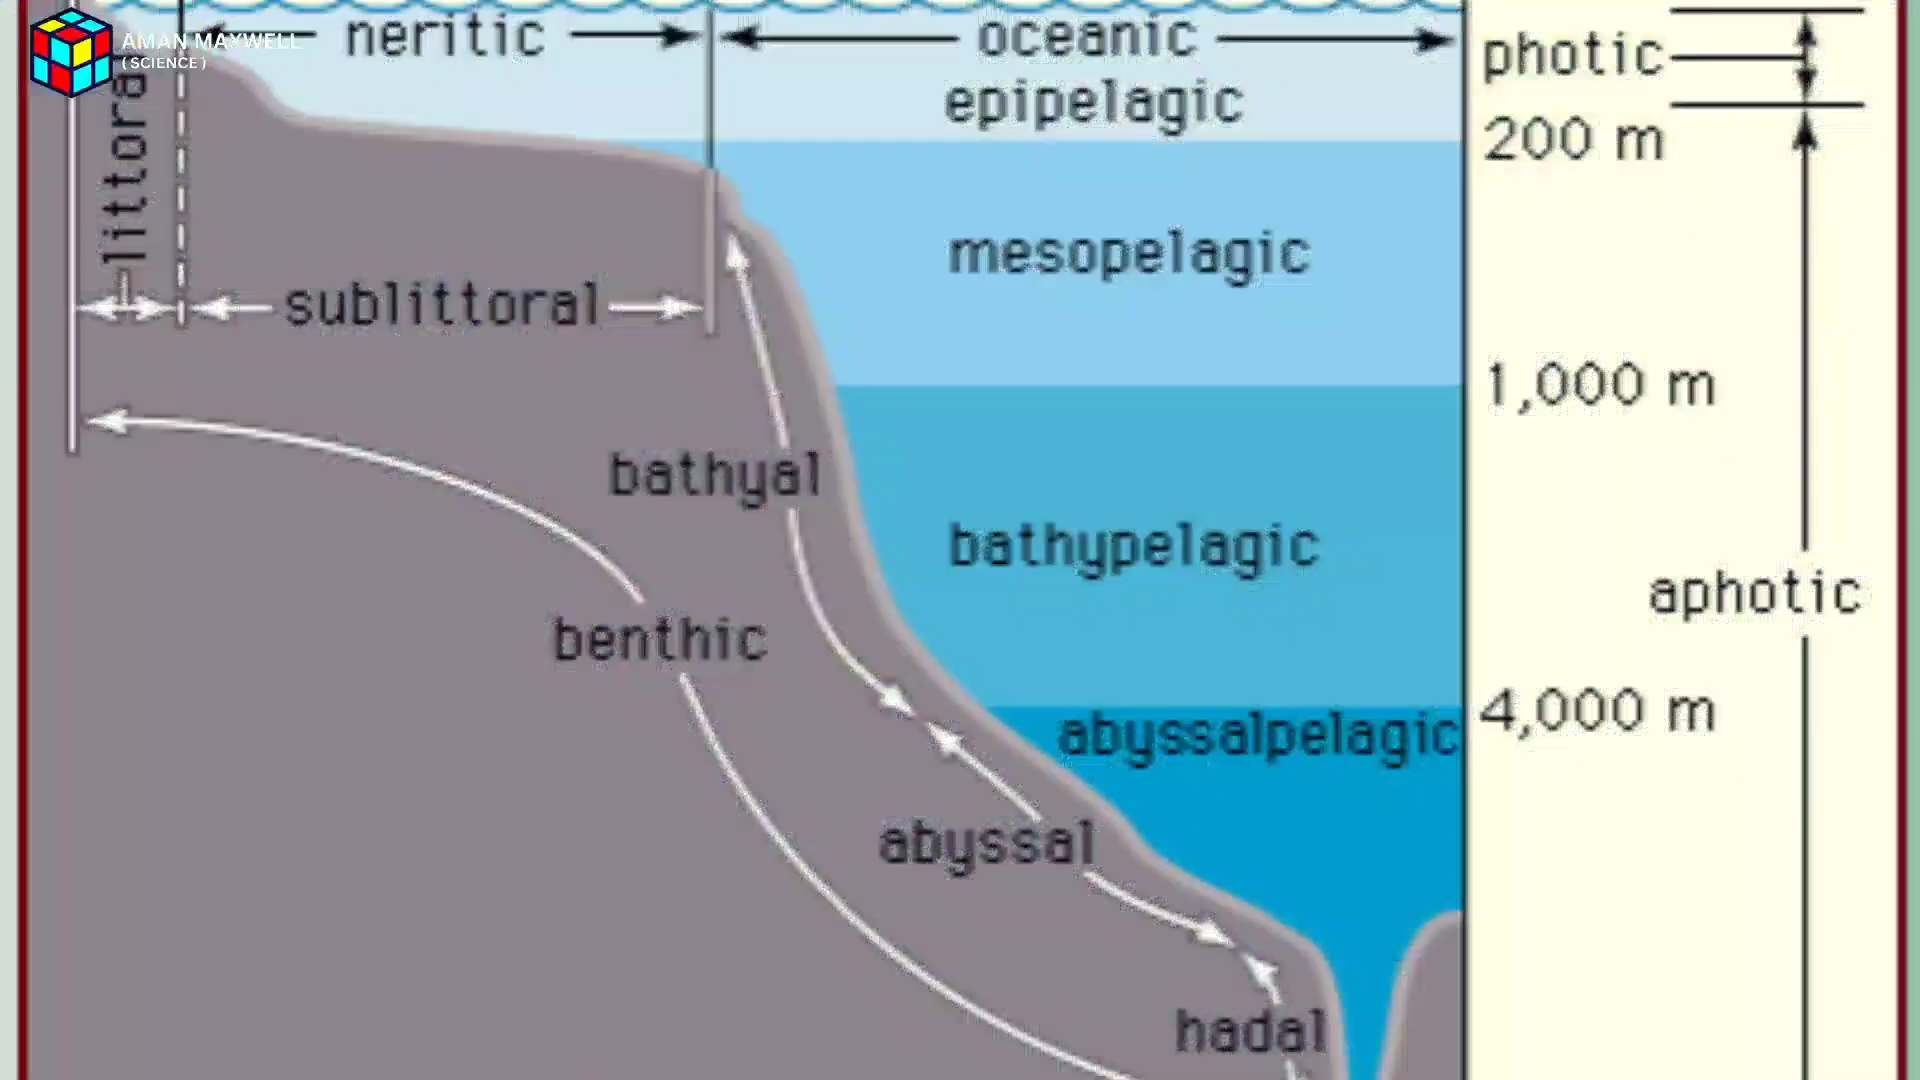 AMAN MAXWELL
(SCIENCE)
neritic
oceanic
epipelagic
photic
200 m
littoral
mesopelagic
sublittoral
1,000 m
bathyal
bathypelagic
aphotic
benthic
4,000 m
abyssalpelagic
abyssal
hadal